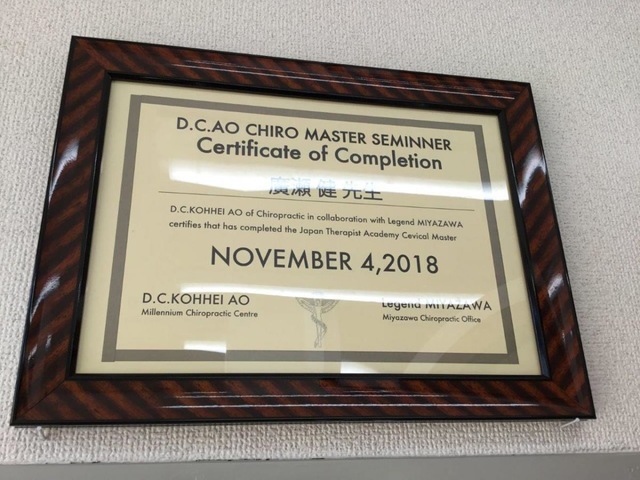 D.C.AO CHIRO MASTER SEMINNER
Certificate of Completion
廣瀬 健 先生
D.C.KOHHEI AO of Chiropractic in collaboration with Legend MIYAZAWA
certifies that has completed the Japan Therapist Academy Cevical Master
NOVEMBER 4,2018
D.C.KOHHEI AO
Millennium Chiropractic Centre
Legend MIYAZAWA
Miyazawa Chiropractic Office